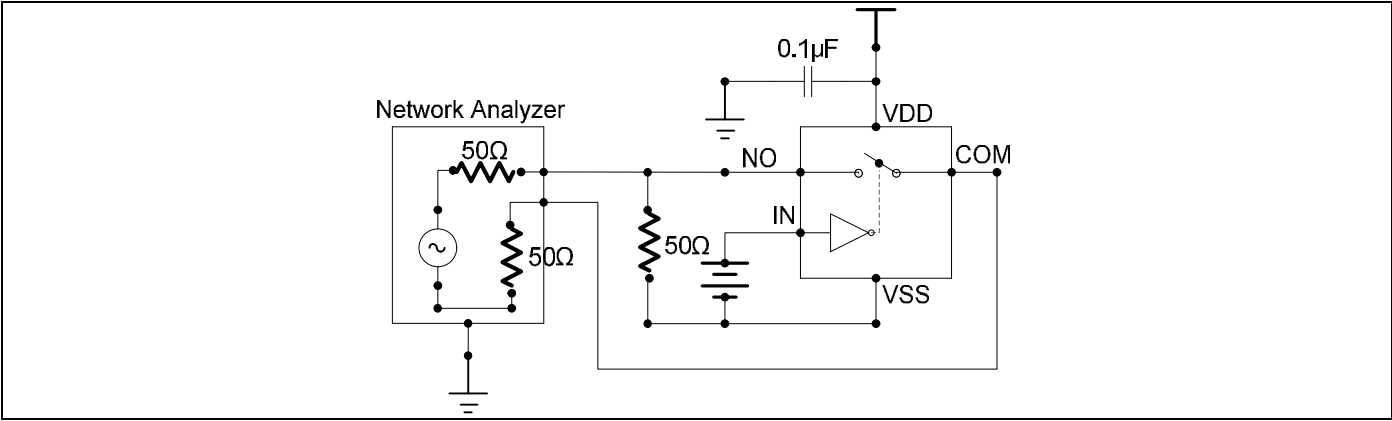 0.1µF
Network Analyzer
VDD
50Ω
NO
COM
IN
50Ω
50Ω
VSS